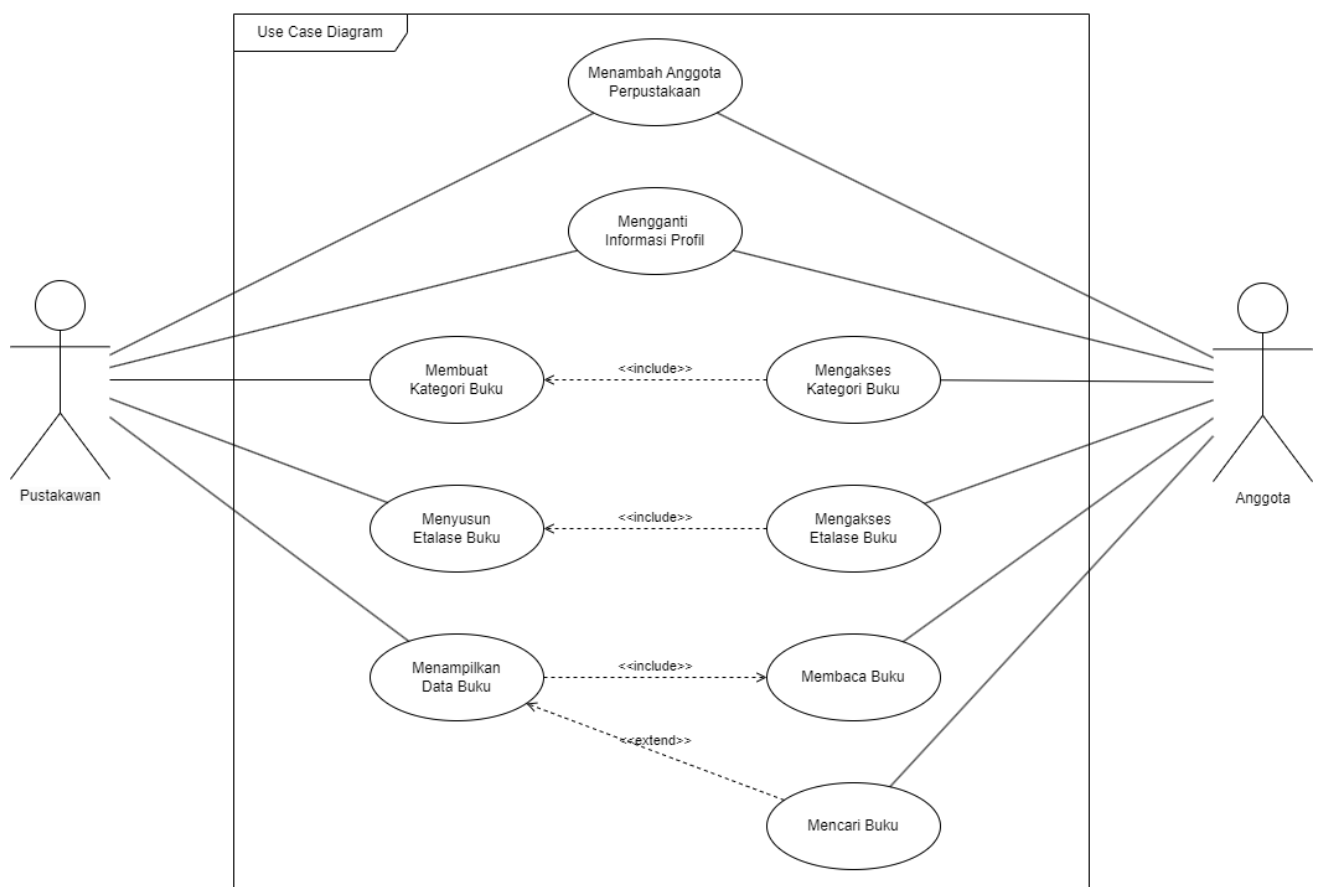 Use Case Diagram
Menambah Anggota
Perpustakaan
Mengganti
Informasi Profil
Membuat
Kategori Buku
<<include>>
Mengakses
Kategori Buku
Pustakawan
Anggota
Menyusun
Etalase Buku
<<include>>
Mengakses
Etalase Buku
Menampilkan
Data Buku
<<include>>
Membaca Buku
<<extend>>
Mencari Buku